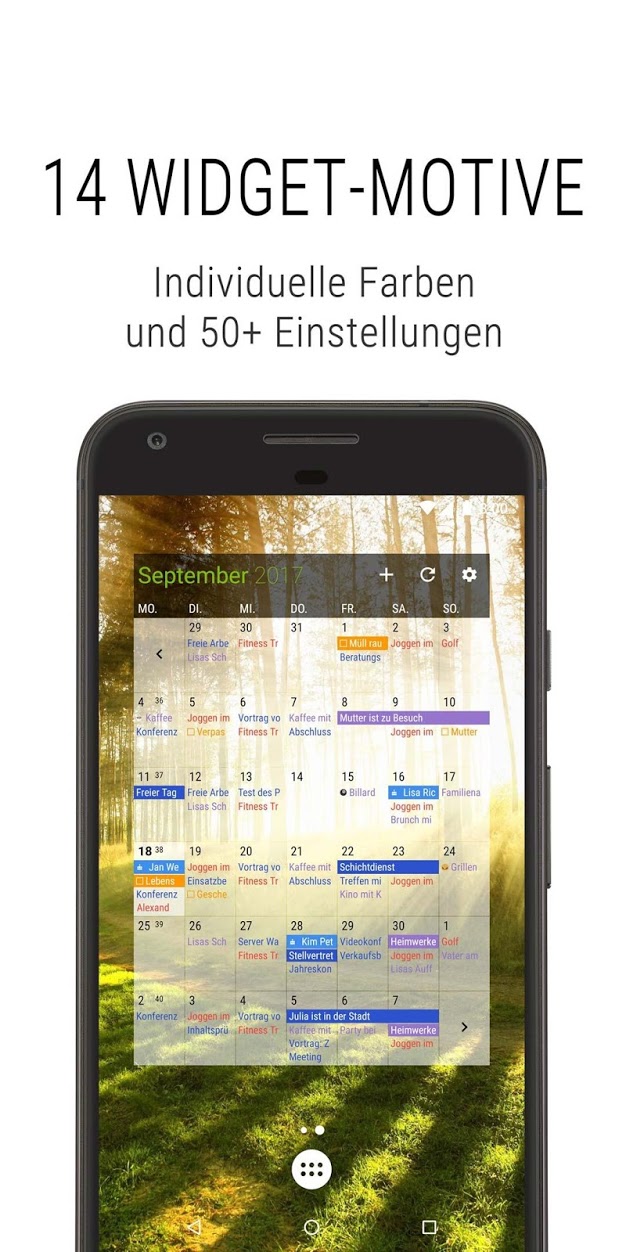 14 WIDGET-MOTIVE
Individuelle Farben
und 50+ Einstellungen
September 2017
MO. DI. MI. DO. FR. SA. SO.
29 30 31 1 2 3
Freie Arbe Fitness Tr Müll rau Joggen im Golf
Lisas Sch Beratungs
4 36 5 6 7 8 9 10
Kaffee Joggen im Vortrag vo Kaffee mit Mutter ist zu Besuch
Konferenz Verpas Fitness Tr Abschluss Joggen im Mutter
11 37 12 13 14 15 16 17
Freier Tag Freie Arbe Test des P Billard Lisa Ric Familiena
Lisas Sch Fitness Tr Joggen im
Brunch mi
18 38 19 20 21 22 23 24
Jan We Joggen im Vortrag vo Kaffee mit Schichtdienst Grillen
Lebens Einsatzbe Fitness Tr Abschluss Treffen mi Joggen im
Konferenz Gesche Kino mit K
Alexand
25 39 26 27 28 29 30 1
Lisas Sch Server Wa Kim Pet Videokonf Heimwerke Golf
Fitness Tr Stellvertret Verkaufsb Joggen im Vater am
Jahreskon Lisas Auff
2 40 3 4 5 6 7
Konferenz Joggen im Vortrag vo Julia ist in der Stadt
Inhaltsprü Fitness Tr Kaffee mit Party bei Heimwerke
Vortrag: Z Joggen im
Meeting